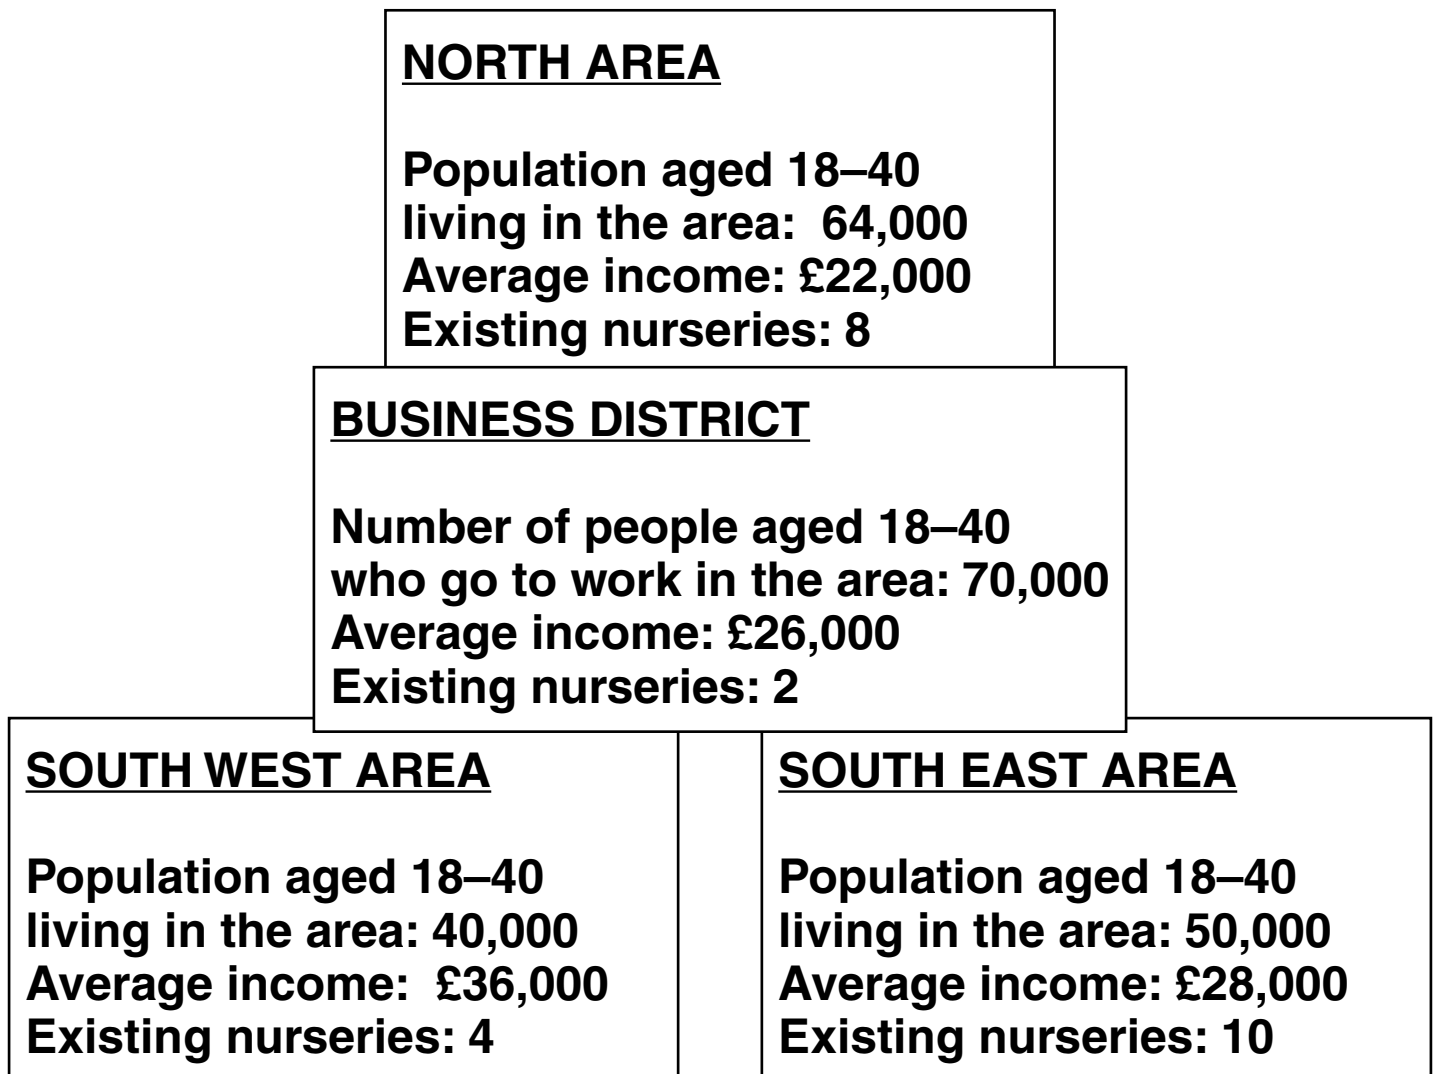 NORTH AREA
Population aged 18–40
living in the area:  64,000
Average income: £22,000
Existing nurseries: 8
BUSINESS DISTRICT
Number of people aged 18–40
who go to work in the area: 70,000
Average income: £26,000
Existing nurseries: 2
SOUTH WEST AREA
Population aged 18–40
living in the area: 40,000
Average income:  £36,000
Existing nurseries: 4
SOUTH EAST AREA
Population aged 18–40
living in the area: 50,000
Average income: £28,000
Existing nurseries: 10